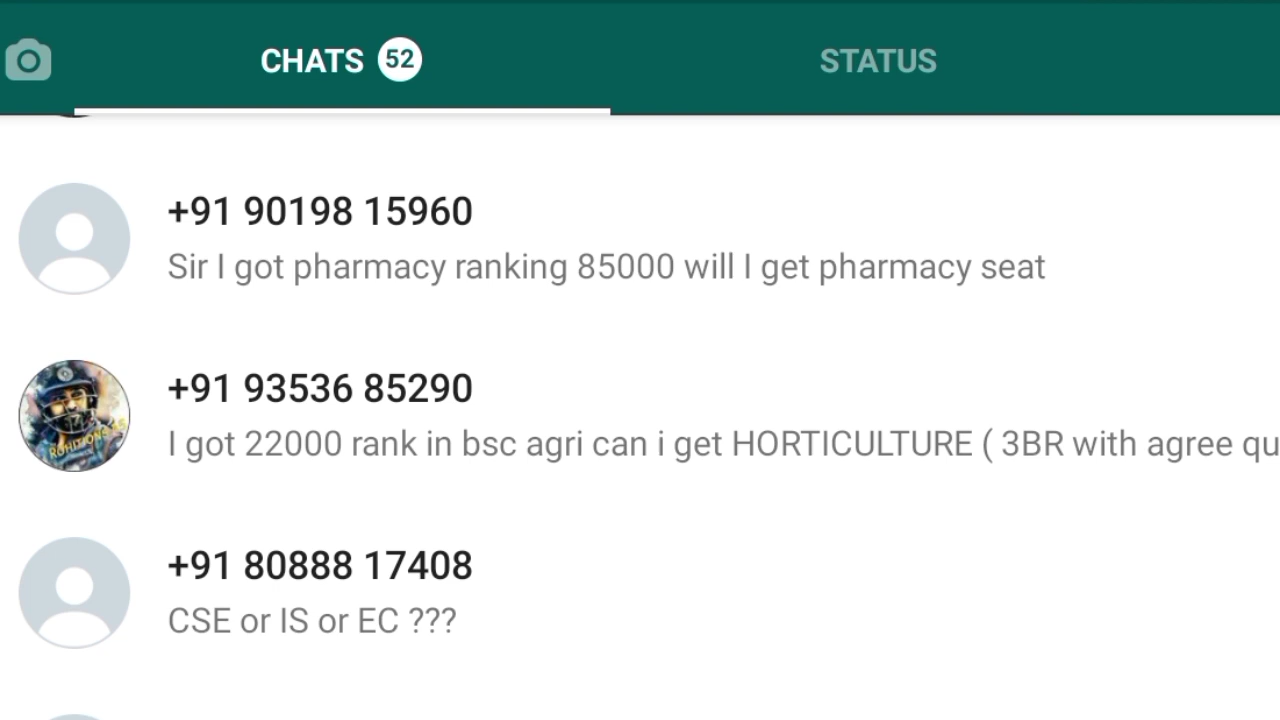 CHATS 52 STATUS
+91 90198 15960
Sir I got pharmacy ranking 85000 will I get pharmacy seat
+91 93536 85290
I got 22000 rank in bsc agri can i get HORTICULTURE ( 3BR with agree qu
+91 80888 17408
CSE or IS or EC ???